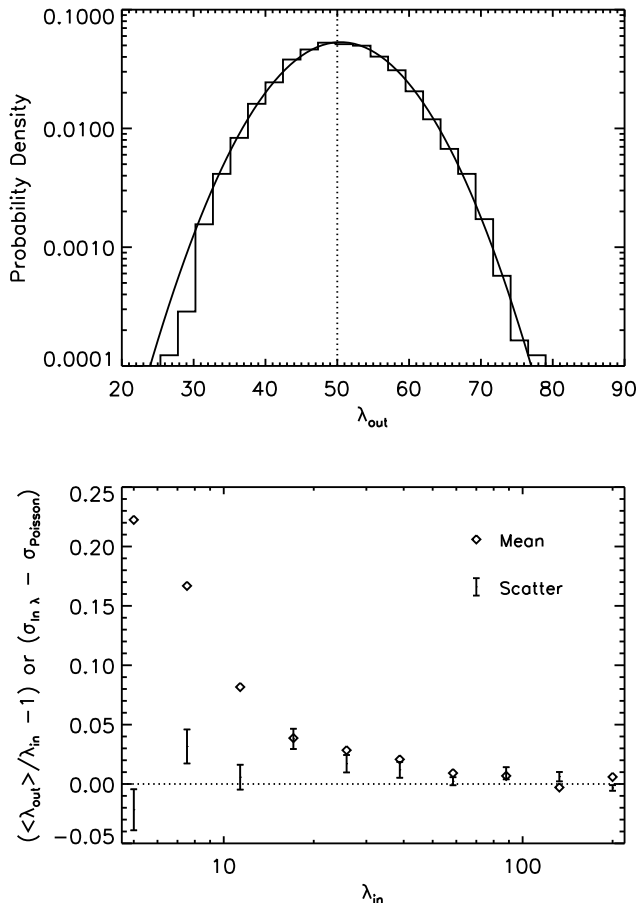 0.1000
0.0100
0.0010
0.0001
Probability Density
20 30 40 50 60 70 80 90
λout
0.25
0.20
0.15
0.10
0.05
0.00
−0.05
(<λout>/λin −1) or (σln λ − σPoisson)
Mean
Scatter
10 100
λin